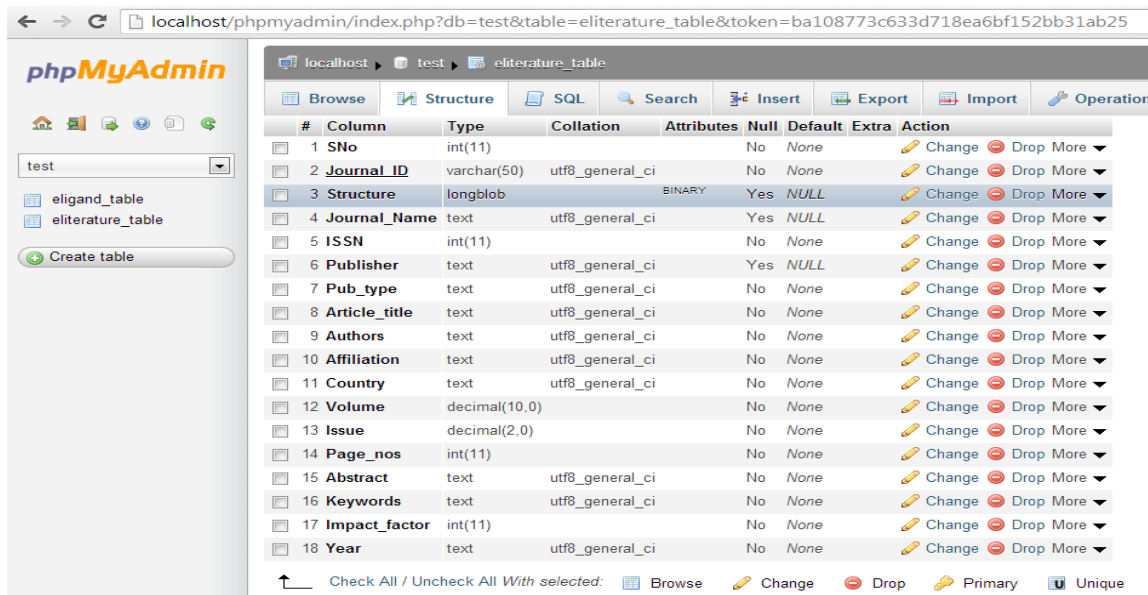 localhost/phpmyadmin/index.php?db=test&table=eliterature_table&token=ba108773c633d718ea6bf152bb31ab25
phpMyAdmin
test
eligand_table
eliterature_table
Create table
localhost test eliterature_table
Browse Structure SQL Search Insert Export Import Operation
# Column Type Collation Attributes Null Default Extra Action
1 SNo int(11) No None Change Drop More
2 Journal_ID varchar(50) utf8_general_ci No None Change Drop More
3 Structure longblob BINARY Yes NULL Change Drop More
4 Journal_Name text utf8_general_ci Yes NULL Change Drop More
5 ISSN int(11) No None Change Drop More
6 Publisher text utf8_general_ci Yes NULL Change Drop More
7 Pub_type text utf8_general_ci No None Change Drop More
8 Article_title text utf8_general_ci No None Change Drop More
9 Authors text utf8_general_ci No None Change Drop More
10 Affiliation text utf8_general_ci No None Change Drop More
11 Country text utf8_general_ci No None Change Drop More
12 Volume decimal(10,0) No None Change Drop More
13 Issue decimal(2,0) No None Change Drop More
14 Page_nos int(11) No None Change Drop More
15 Abstract text utf8_general_ci No None Change Drop More
16 Keywords text utf8_general_ci No None Change Drop More
17 Impact_factor int(11) No None Change Drop More
18 Year text utf8_general_ci No None Change Drop More
Check All / Uncheck All With selected: Browse Change Drop Primary U Unique